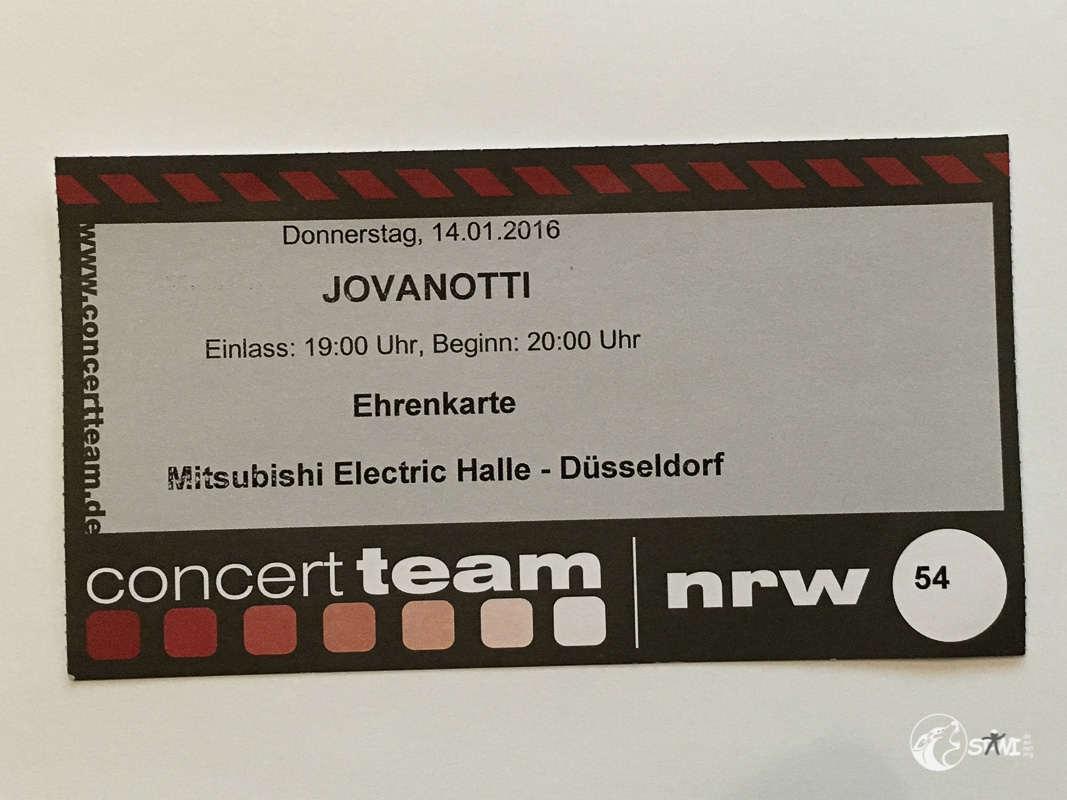 Donnerstag, 14.01.2016
JOVANOTTI
Einlass: 19:00 Uhr, Beginn: 20:00 Uhr
Ehrenkarte
Mitsubishi Electric Halle - Düsseldorf
www.concertteam.de
concert team
nrw
54
STAWI